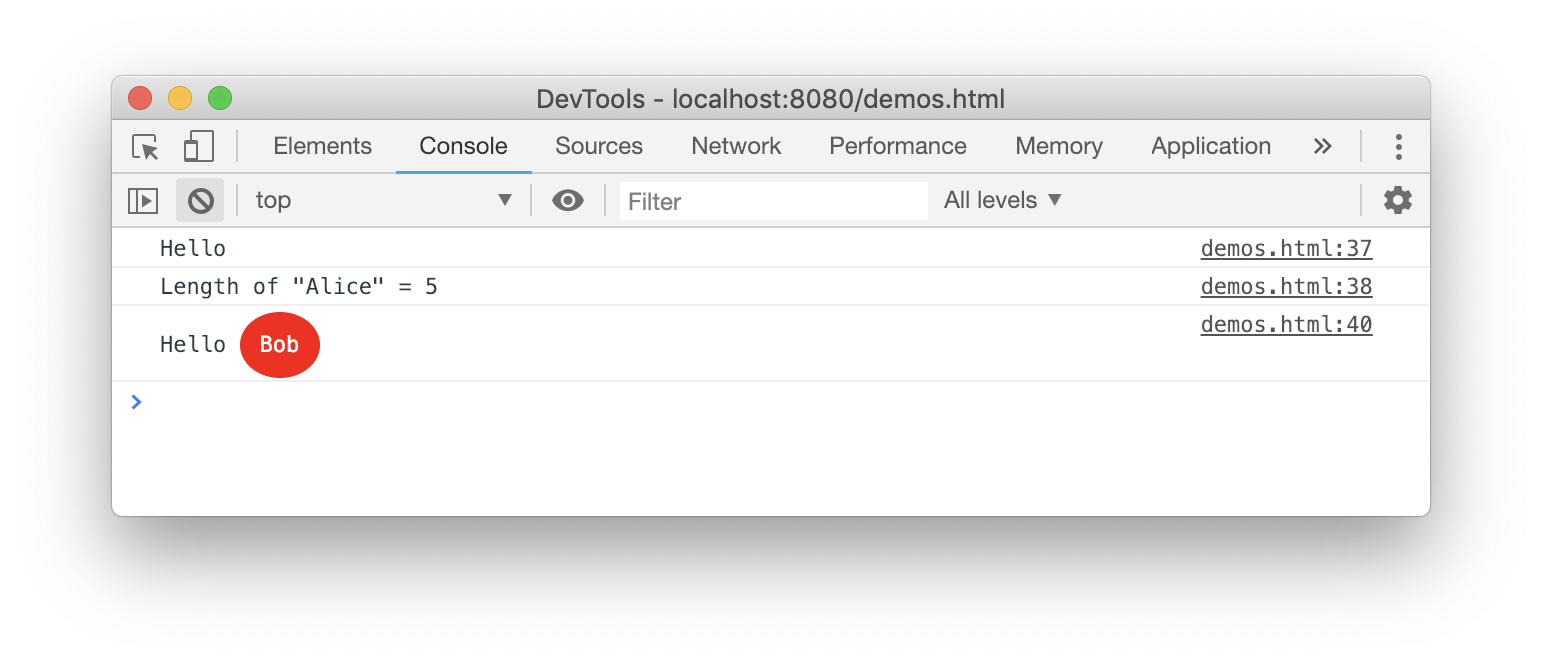 DevTools - localhost:8080/demos.html
Elements Console Sources Network Performance Memory Application
top Filter All levels
Hello demos.html:37
Length of "Alice" = 5 demos.html:38
Hello Bob demos.html:40